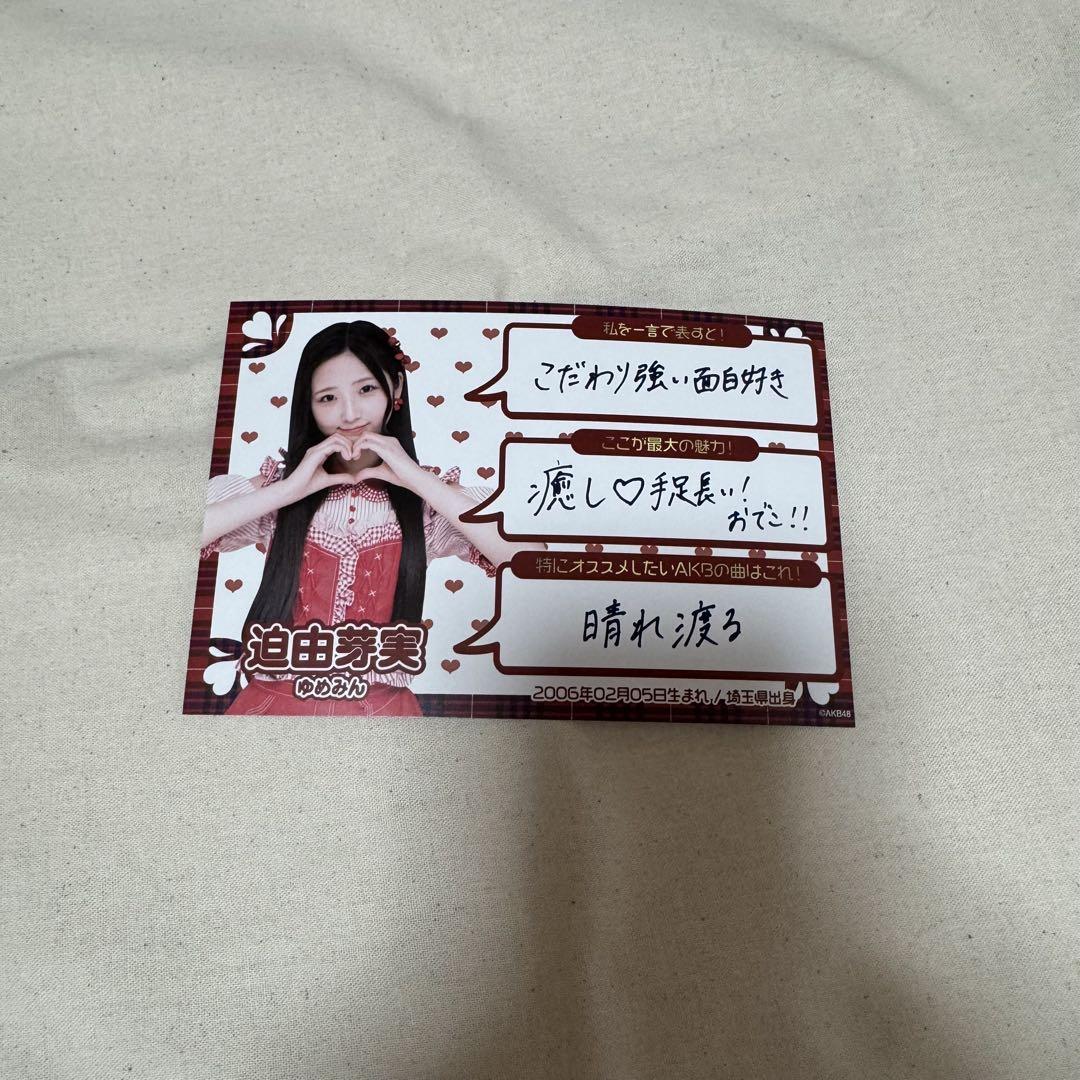 私を一言で表すと!
こだわり強い面白好き
ここが最大の魅力!
癒し♡手足長い!
おでこ!!
特にオススメしたいAKBの曲はこれ!
晴れ渡る
迫由芽実
ゆめみん
2006年02月05日生まれ/埼玉県出身
©AKB48